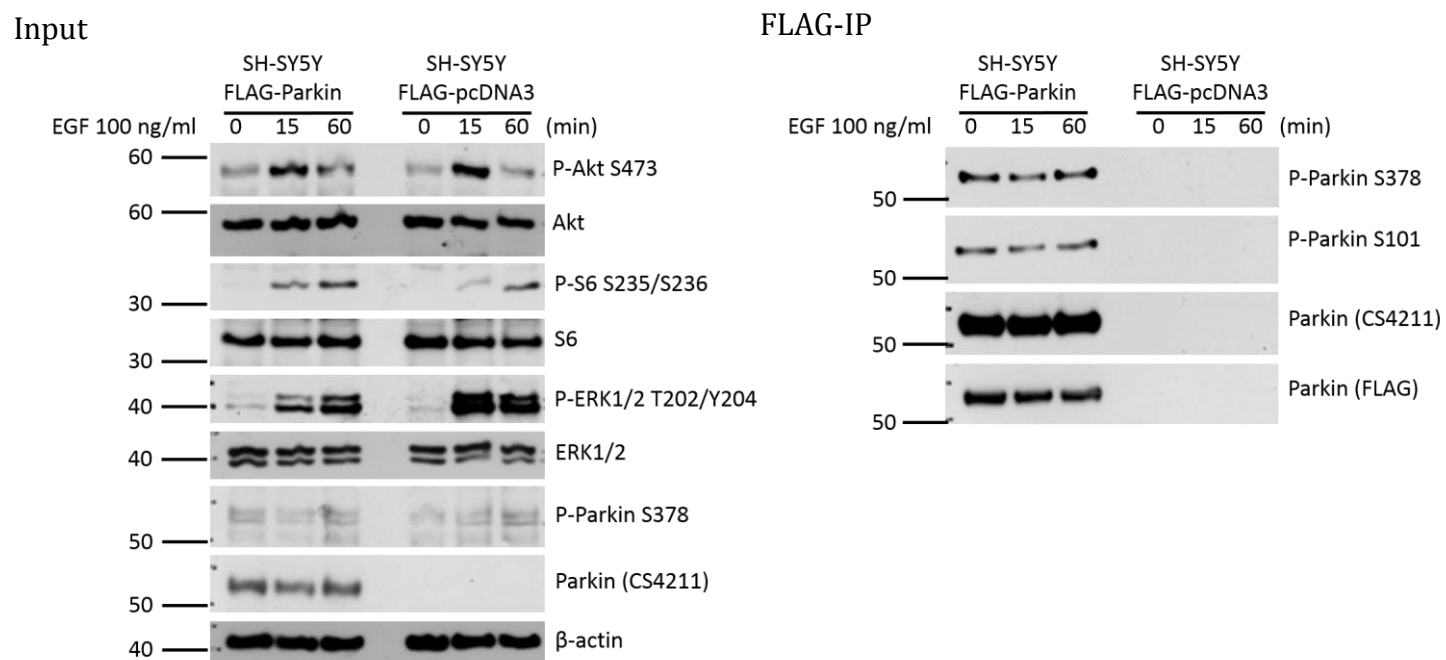 Input
SH-SY5Y SH-SY5Y
FLAG-Parkin FLAG-pcDNA3
EGF 100 ng/ml 0 15 60 0 15 60 (min)
60 P-Akt S473
60 Akt
P-S6 S235/S236
30
S6
30
P-ERK1/2 T202/Y204
40
ERK1/2
40
P-Parkin S378
50
Parkin (CS4211)
50
β-actin
40
FLAG-IP
SH-SY5Y SH-SY5Y
FLAG-Parkin FLAG-pcDNA3
EGF 100 ng/ml 0 15 60 0 15 60 (min)
P-Parkin S378
50
P-Parkin S101
50
Parkin (CS4211)
50
Parkin (FLAG)
50